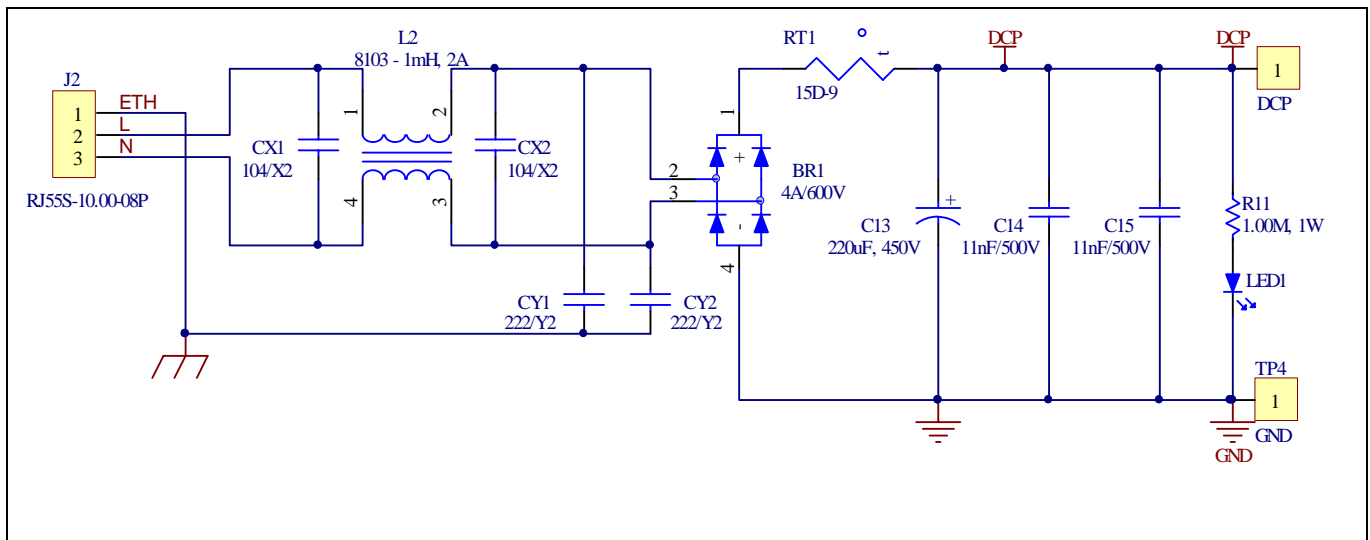 L2
8103 - 1mH, 2A
RT1
t
15D-9
DCP
DCP
1
DCP
J2
1
2
3
ETH
L
N
RJ55S-10.00-08P
CX1
104/X2
1
2
4
3
CX2
104/X2
1
2
3
4
+
-
BR1
4A/600V
+
C13
220uF, 450V
C14
11nF/500V
C15
11nF/500V
R11
1.00M, 1W
LED1
CY1
222/Y2
CY2
222/Y2
TP4
1
GND
GND